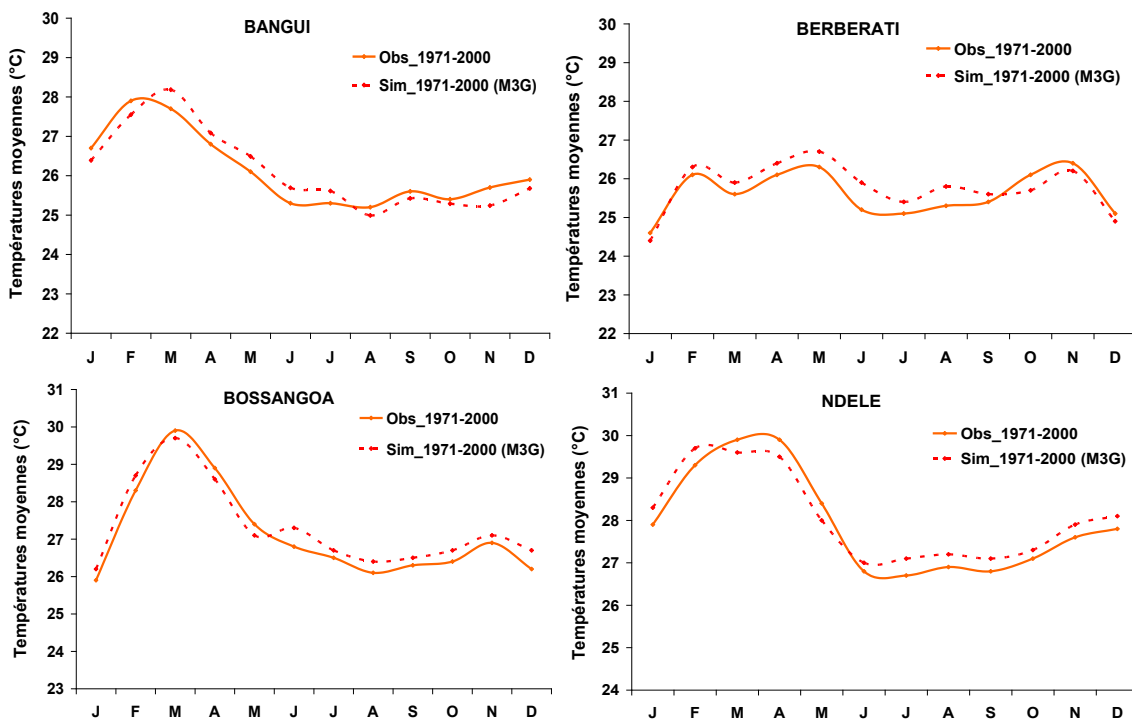 BANGUI
Températures moyennes (°C)
30
29
28
27
26
25
24
23
22
Obs_1971-2000
Sim_1971-2000 (M3G)
J F M A M J J A S O N D
BERBERATI
Températures moyennes (°C)
30
29
28
27
26
25
24
23
22
Obs_1971-2000
Sim_1971-2000 (M3G)
J F M A M J J A S O N D
BOSSANGOA
Températures moyennes (°C)
31
30
29
28
27
26
25
24
23
Obs_1971-2000
Sim_1971-2000 (M3G)
J F M A M J J A S O N D
NDELE
Températures moyennes (°C)
31
30
29
28
27
26
25
24
Obs_1971-2000
Sim_1971-2000 (M3G)
J F M A M J J A S O N D